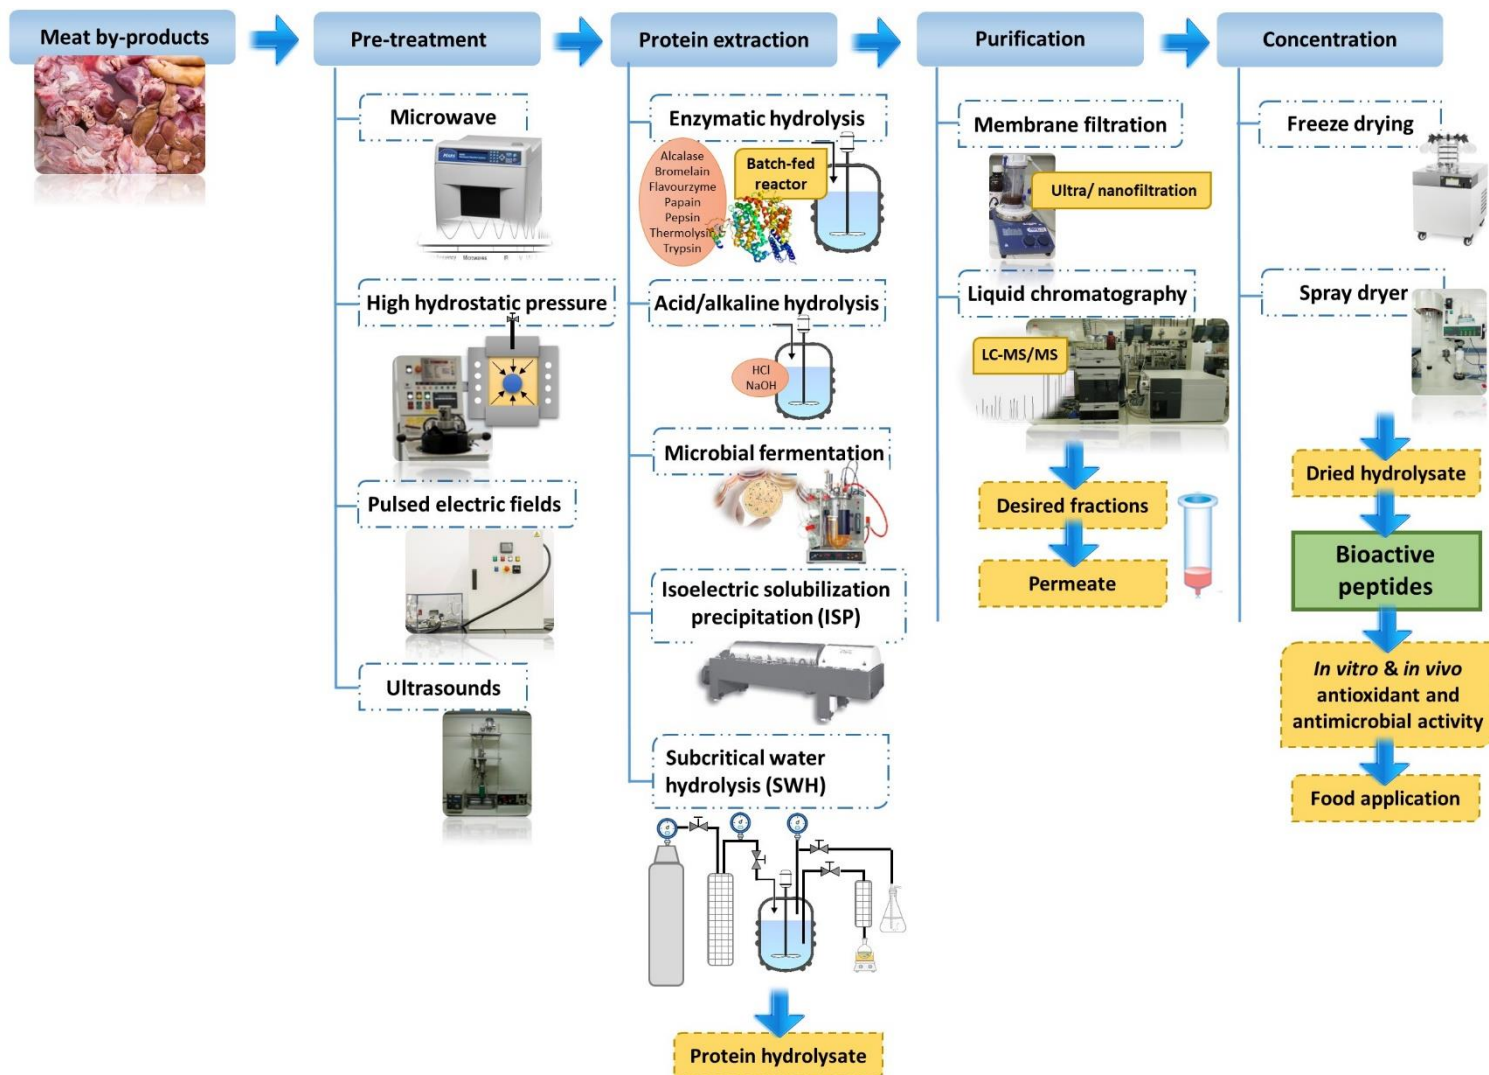 Meat by-products
Pre-treatment
Protein extraction
Purification
Concentration
Microwave
High hydrostatic pressure
Pulsed electric fields
Ultrasounds
Enzymatic hydrolysis
Alcalase
Bromelain
Flavourzyme
Papain
Pepsin
Thermolysin
Trypsin
Batch-fed
reactor
Acid/alkaline hydrolysis
HCl
NaOH
Microbial fermentation
Isoelectric solubilization
precipitation (ISP)
Subcritical water
hydrolysis (SWH)
Protein hydrolysate
Membrane filtration
Ultra/ nanofiltration
Liquid chromatography
LC-MS/MS
Desired fractions
Permeate
Freeze drying
Spray dryer
Dried hydrolysate
Bioactive
peptides
In vitro & in vivo
antioxidant and
antimicrobial activity
Food application